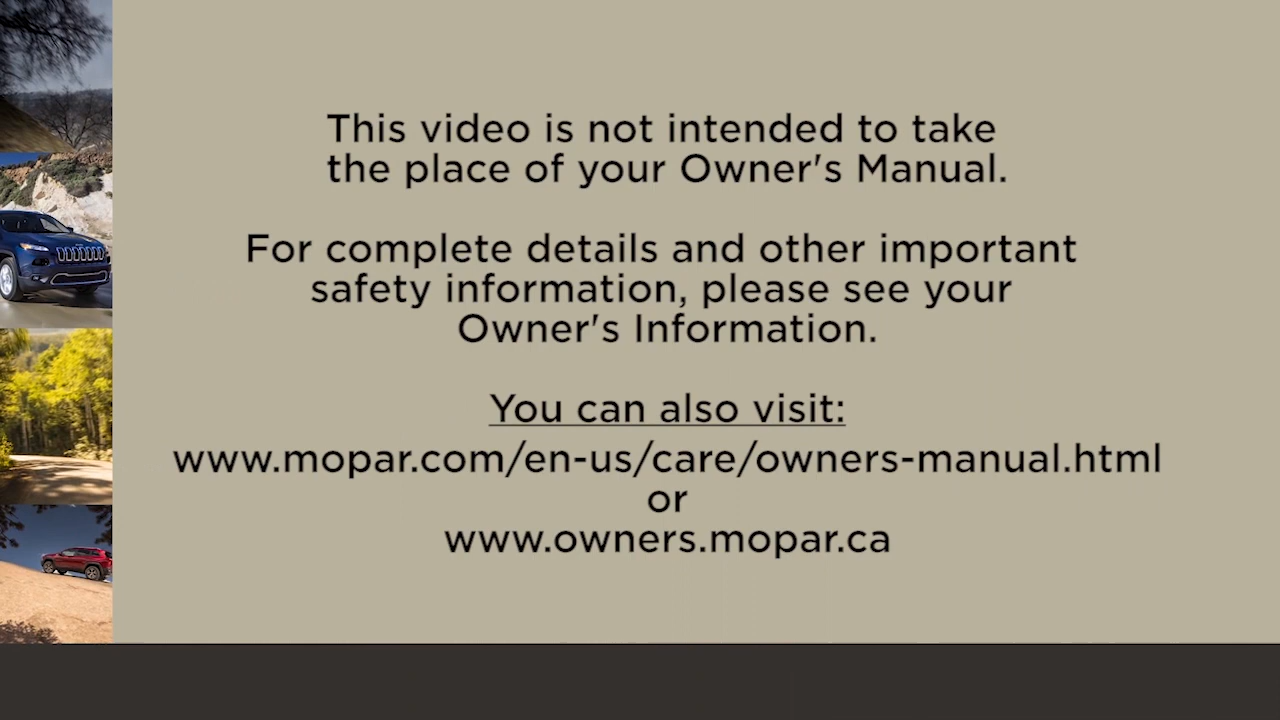 This video is not intended to take
the place of your Owner's Manual.
For complete details and other important
safety information, please see your
Owner's Information.
You can also visit:
www.mopar.com/en-us/care/owners-manual.html
or
www.owners.mopar.ca